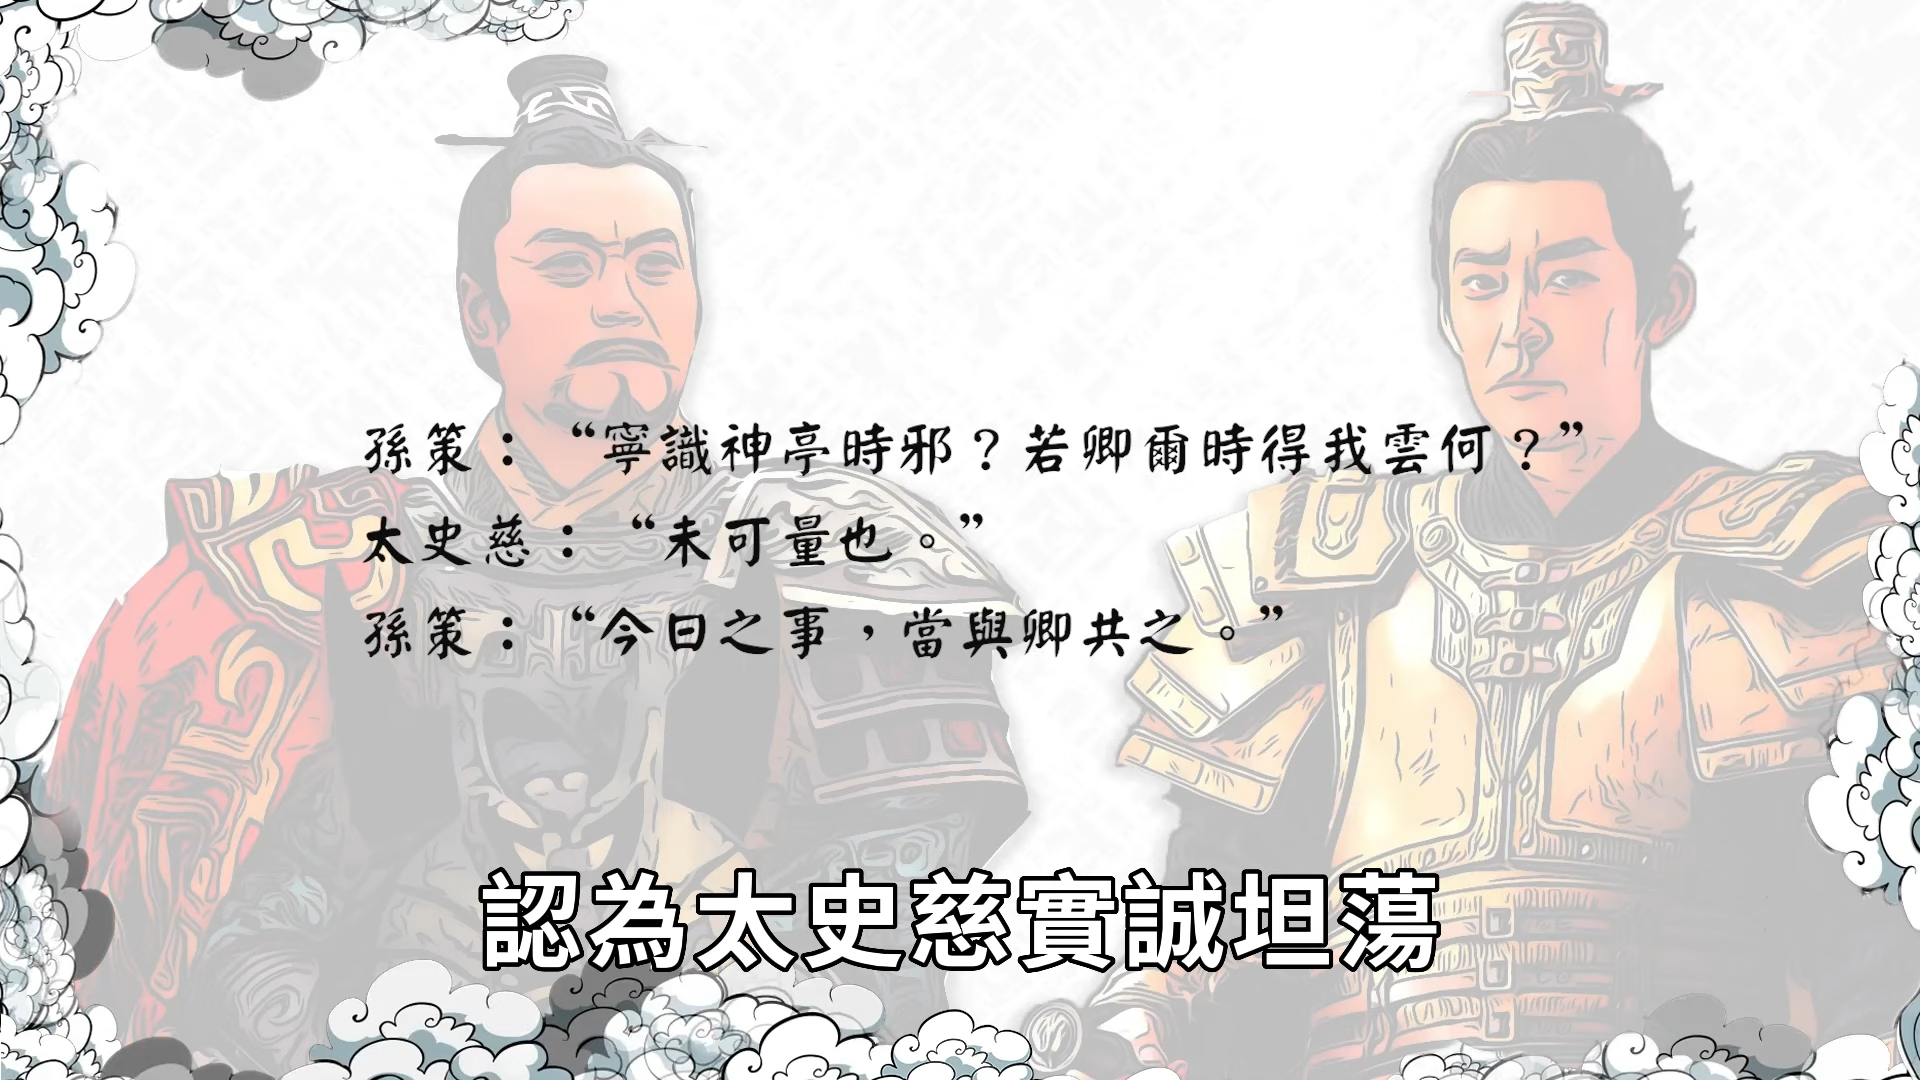 孫策：“寧識神亭時邪？若卿爾時得我雲何？”
太史慈：“未可量也。”
孫策：“今日之事，當與卿共之。”
認為太史慈實誠坦蕩